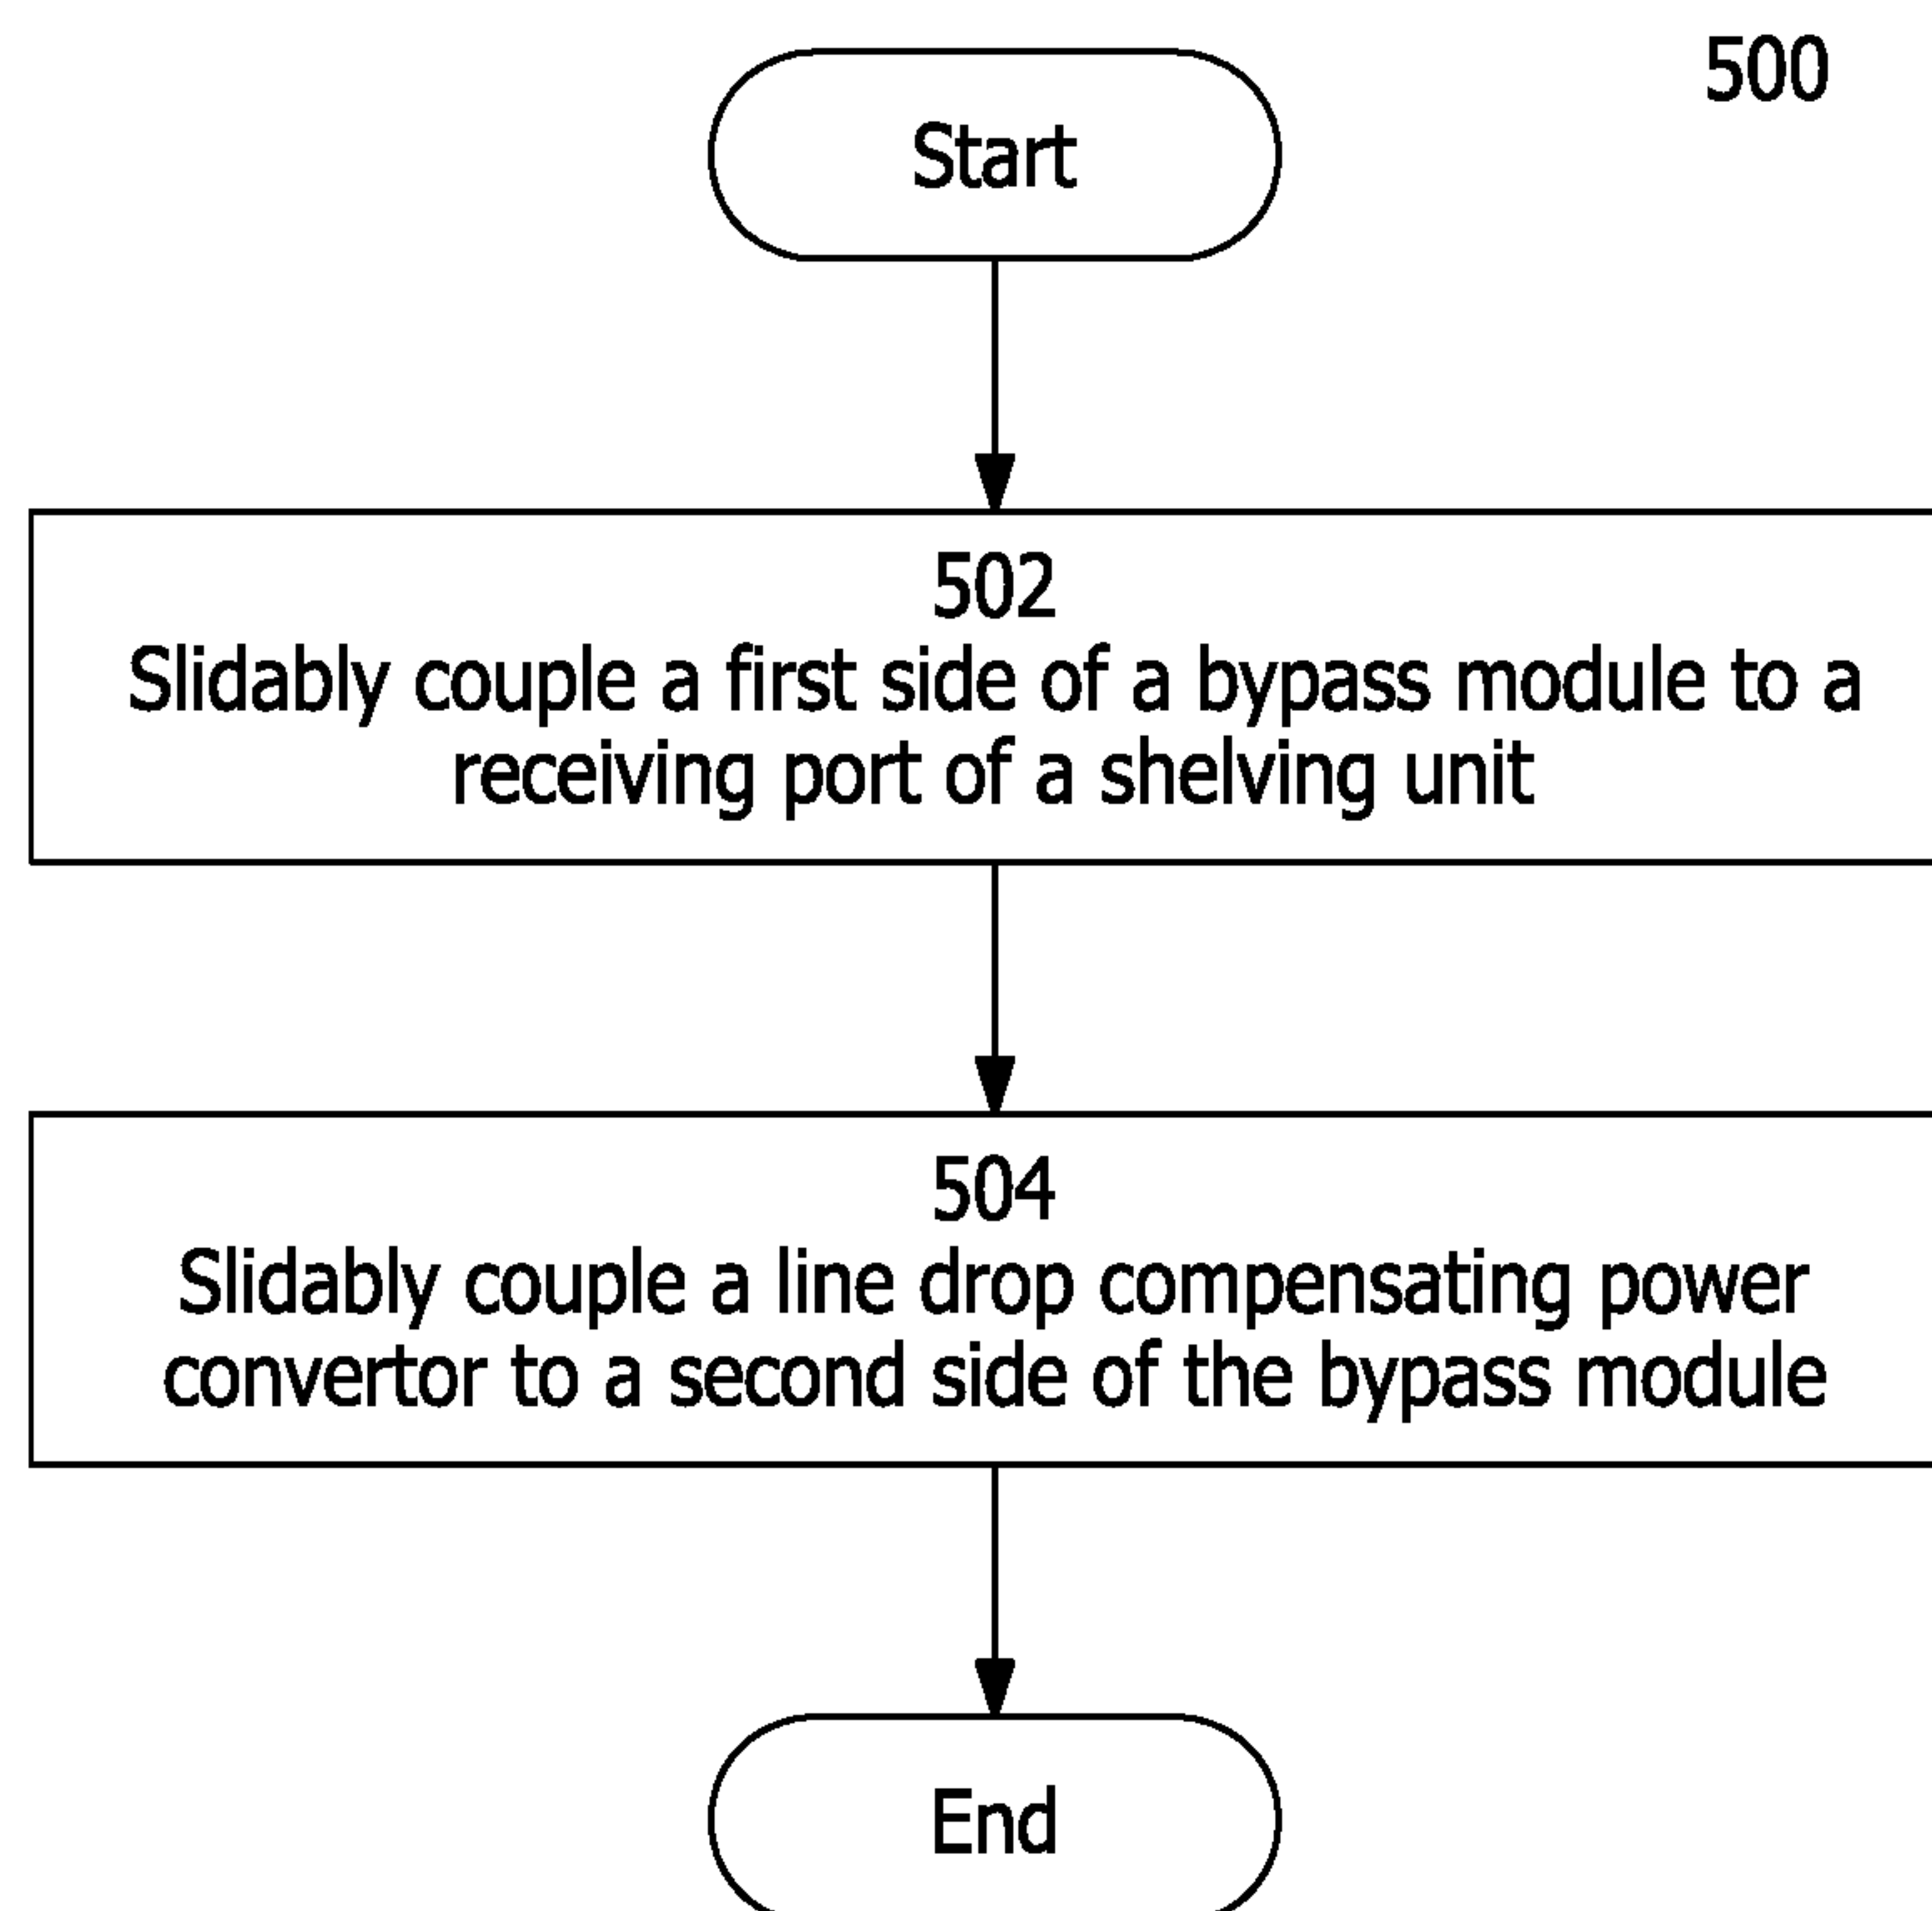 500
Start
502
Slidably couple a first side of a bypass module to a
receiving port of a shelving unit
504
Slidably couple a line drop compensating power
convertor to a second side of the bypass module
End